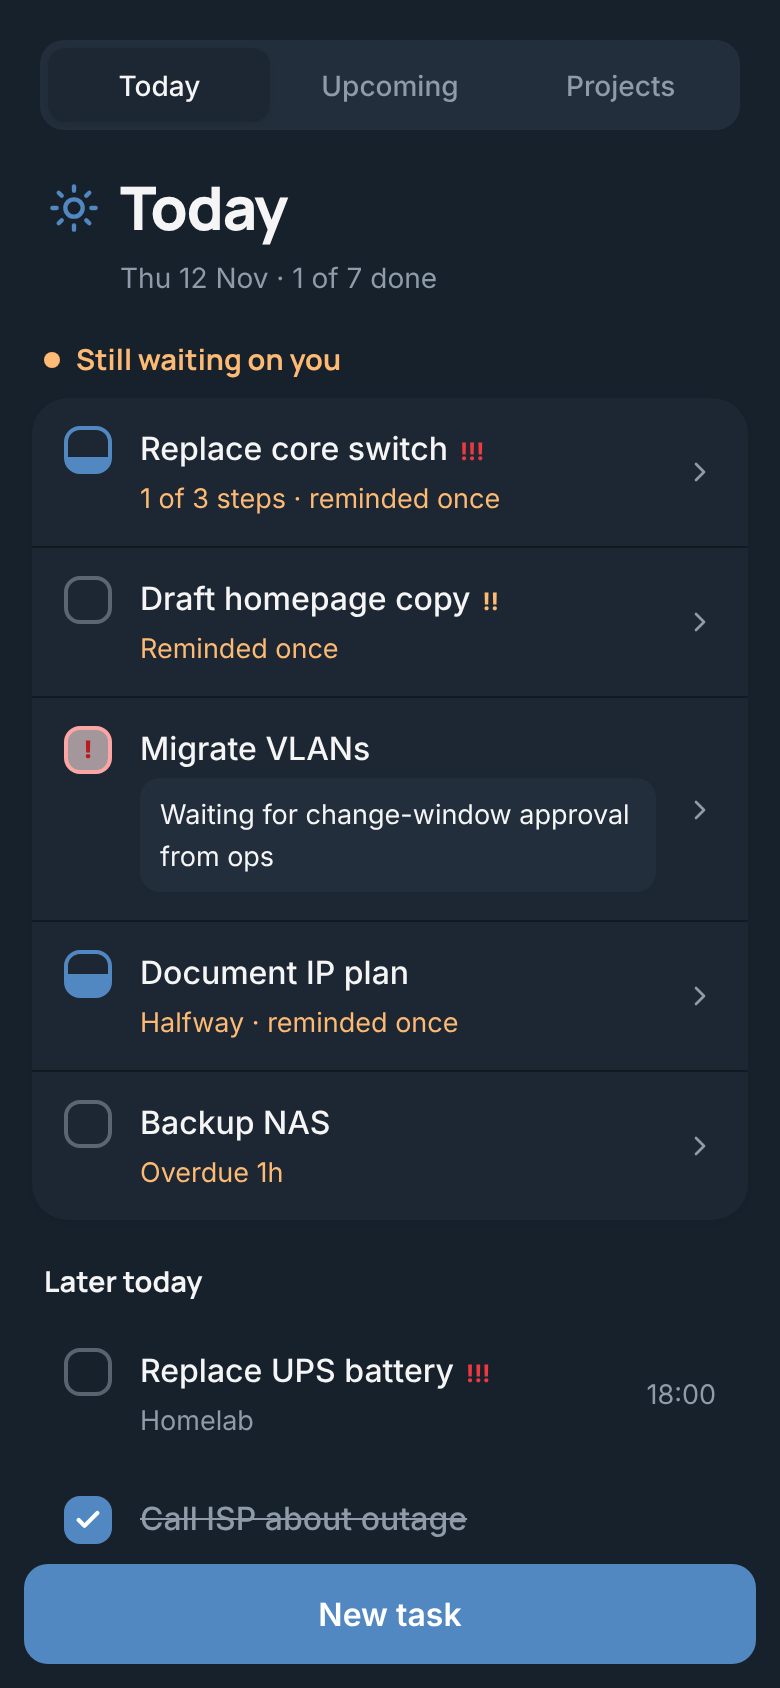 Today
Upcoming
Projects
Today
Thu 12 Nov · 1 of 7 done
Still waiting on you
Replace core switch !!!
1 of 3 steps · reminded once
Draft homepage copy !!
Reminded once
!
Migrate VLANs
Waiting for change-window approval
from ops
Document IP plan
Halfway · reminded once
Backup NAS
Overdue 1h
Later today
Replace UPS battery !!!
18:00
Homelab
Call ISP about outage
New task